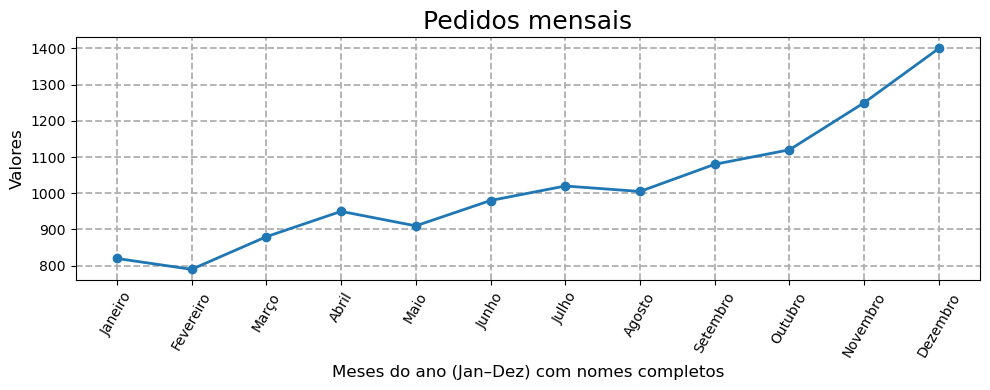 Pedidos mensais
Valores
1400
1300
1200
1100
1000
900
800
Janeiro
Fevereiro
Março
Abril
Maio
Junho
Julho
Agosto
Setembro
Outubro
Novembro
Dezembro
Meses do ano (Jan–Dez) com nomes completos